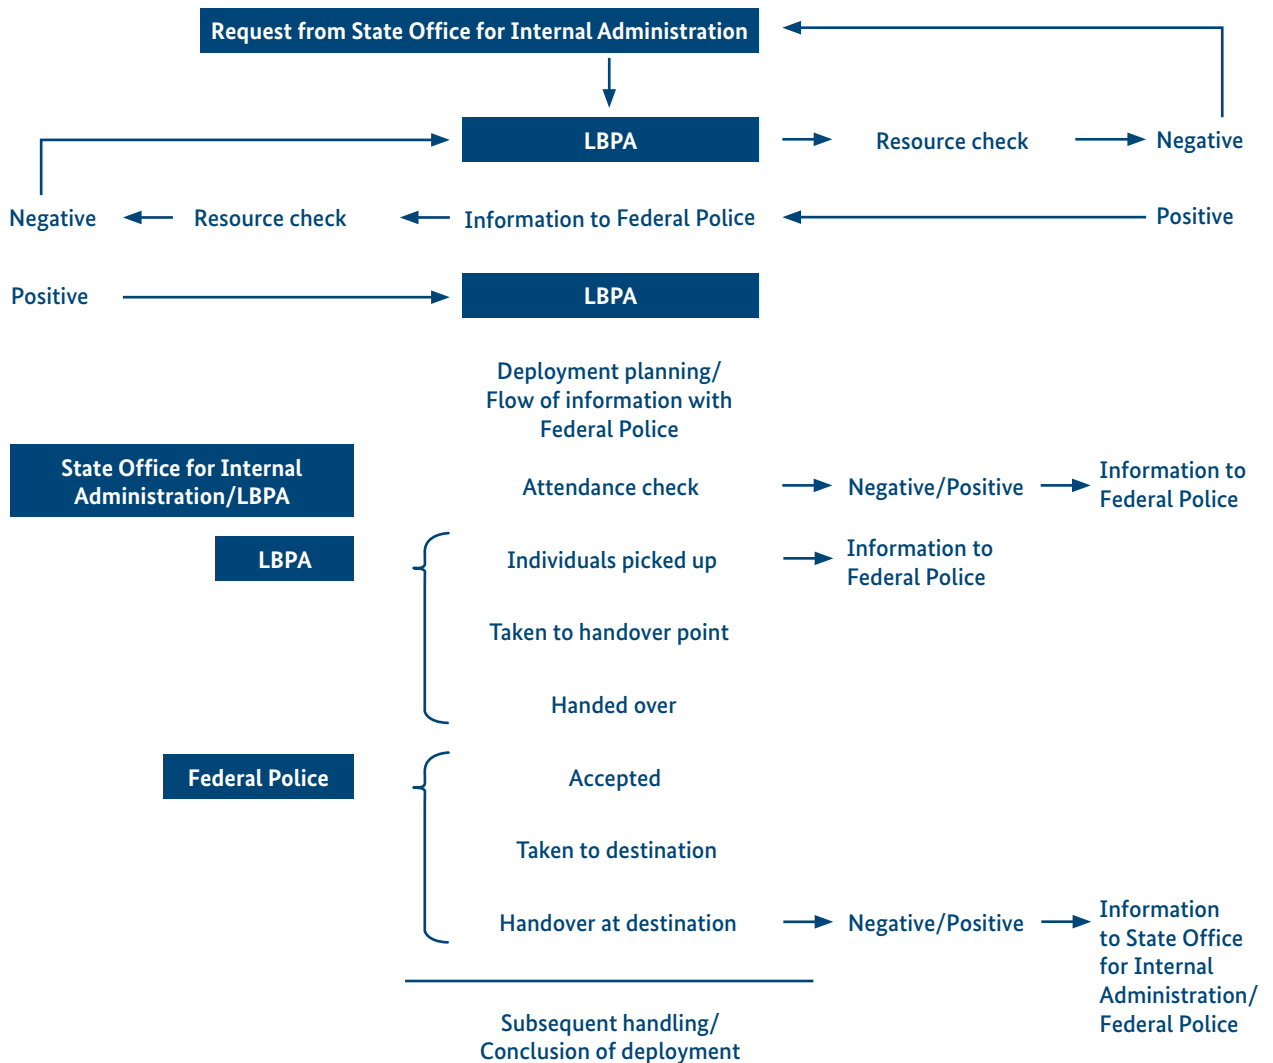 Request from State Office for Internal Administration
LBPA
Resource check
Negative
Negative
Resource check
Information to Federal Police
Positive
Positive
LBPA
Deployment planning/
Flow of information with
Federal Police
State Office for Internal
Administration/LBPA
Attendance check
Negative/Positive
Information to
Federal Police
LBPA
Individuals picked up
Information to
Federal Police
Taken to handover point
Handed over
Federal Police
Accepted
Taken to destination
Handover at destination
Negative/Positive
Information
to State Office
for Internal
Administration/
Federal Police
Subsequent handling/
Conclusion of deployment